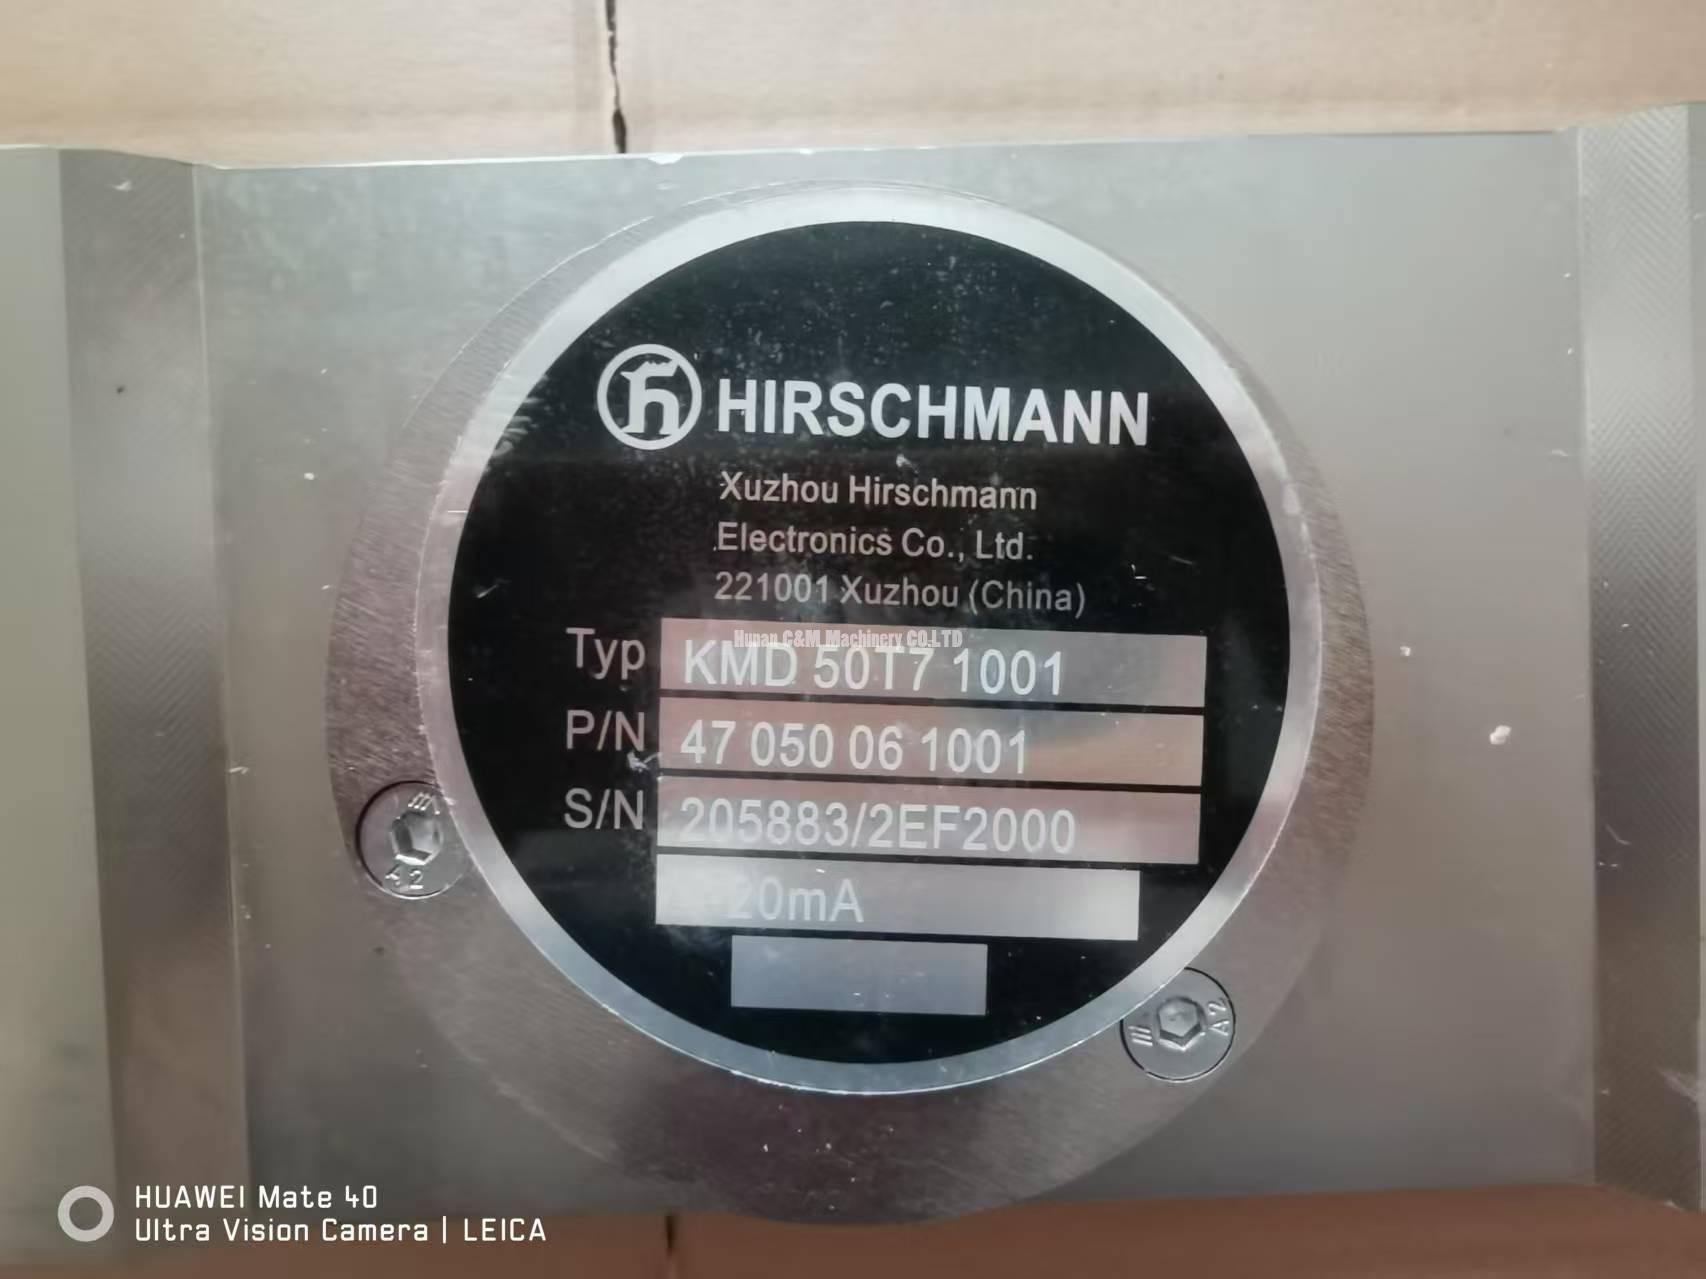 HIRSCHMANN
Xuzhou Hirschmann
Electronics Co., Ltd.
221001 Xuzhou (China)
Hunan C&M Machinery CO.LTD
Typ KMD 50T7 1001
P/N 47 050 06 1001
S/N 205883/2EF2000
20mA
A2
A2
HUAWEI Mate 40
Ultra Vision Camera | LEICA